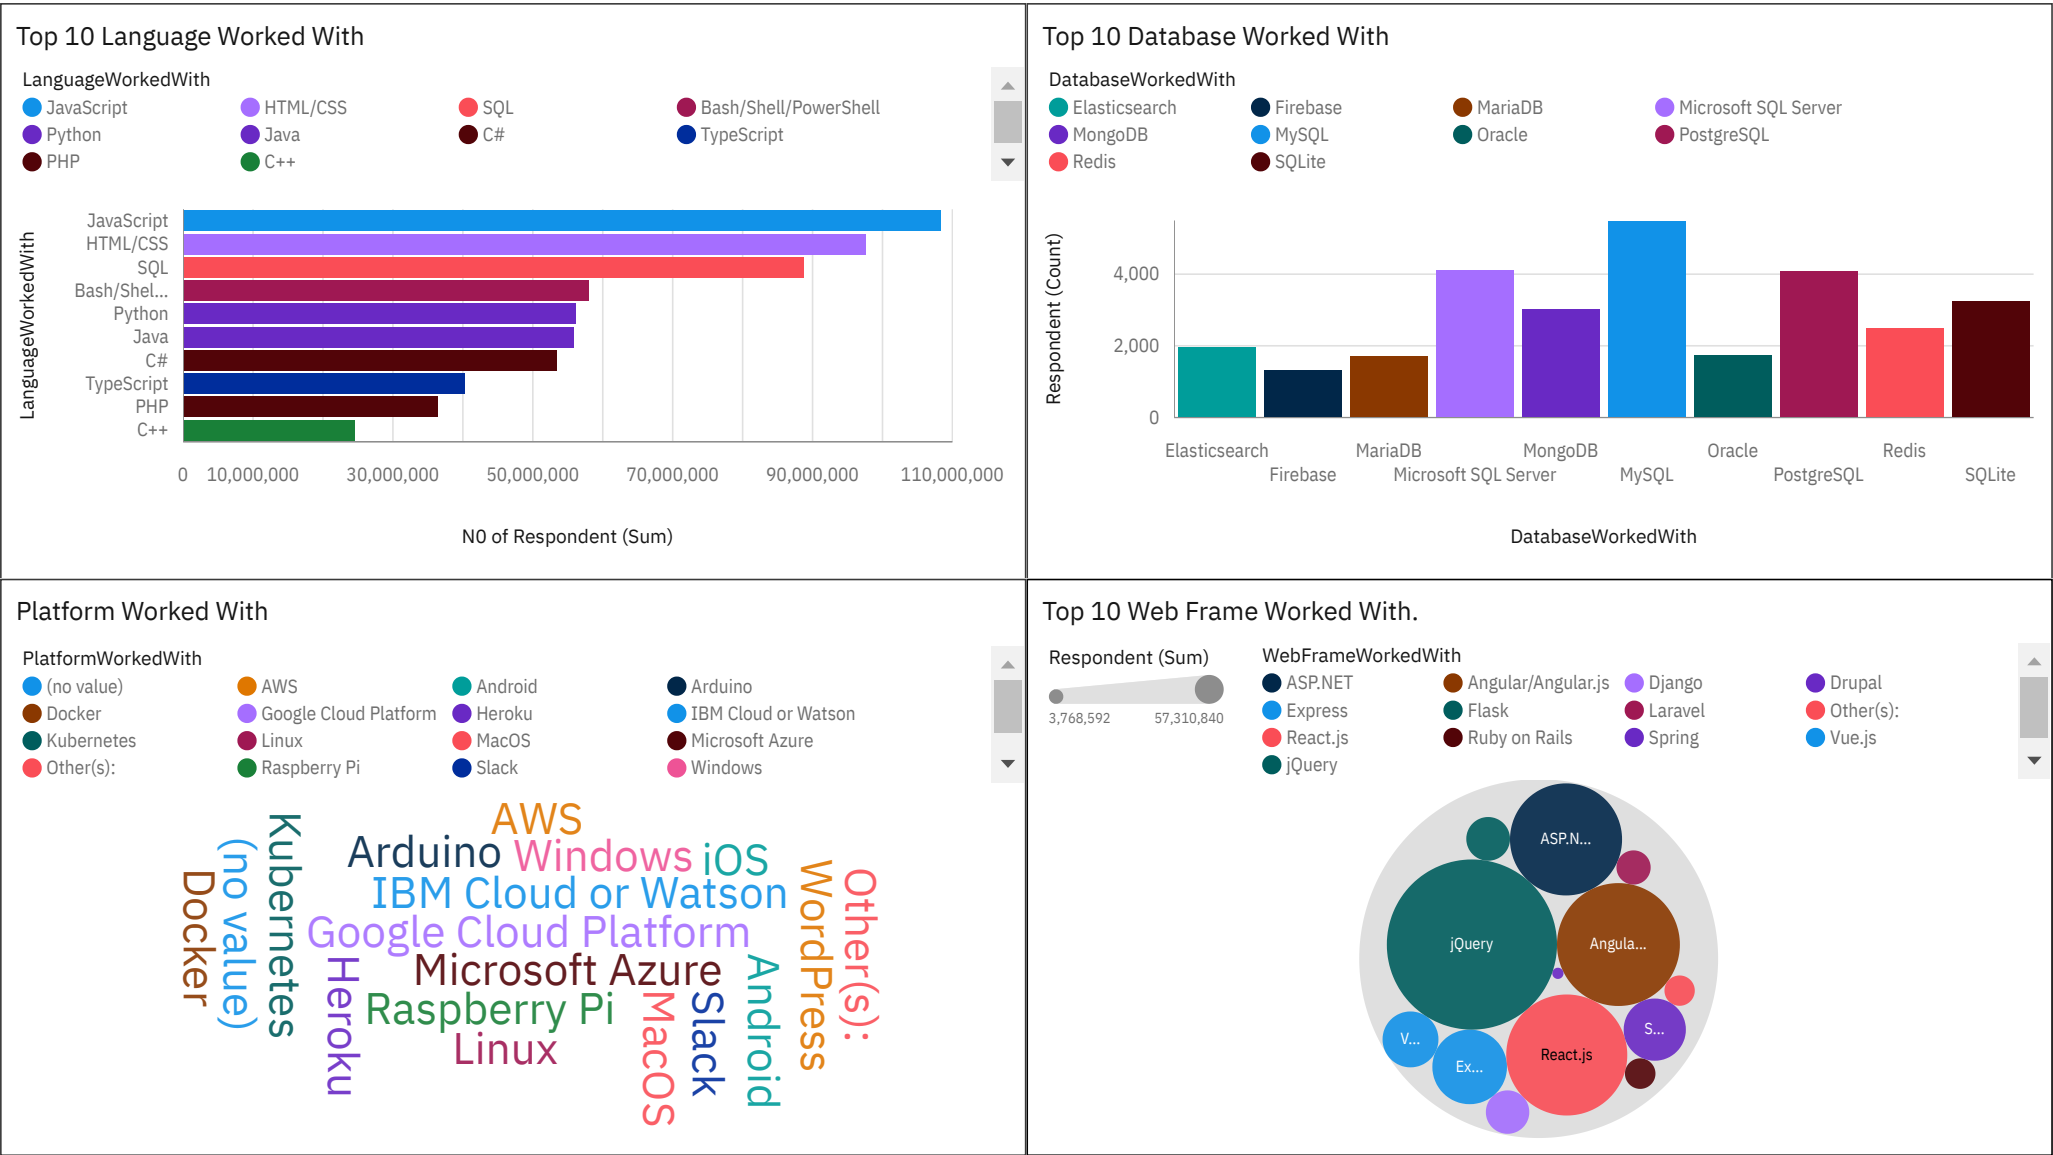 Top 10 Language Worked With
LanguageWorkedWith
JavaScript HTML/CSS SQL Bash/Shell/PowerShell
Python Java C# TypeScript
PHP C++
LanguageWorkedWith
JavaScript
HTML/CSS
SQL
Bash/Shel...
Python
Java
C#
TypeScript
PHP
C++
0 10,000,000 30,000,000 50,000,000 70,000,000 90,000,000 110,000,000
N0 of Respondent (Sum)
Top 10 Database Worked With
DatabaseWorkedWith
Elasticsearch Firebase MariaDB Microsoft SQL Server
MongoDB MySQL Oracle PostgreSQL
Redis SQLite
Respondent (Count)
4,000
2,000
0
Elasticsearch MariaDB MongoDB Oracle Redis
Firebase Microsoft SQL Server MySQL PostgreSQL SQLite
DatabaseWorkedWith
Platform Worked With
PlatformWorkedWith
(no value) AWS Android Arduino
Docker Google Cloud Platform Heroku IBM Cloud or Watson
Kubernetes Linux MacOS Microsoft Azure
Other(s): Raspberry Pi Slack Windows
AWS
Arduino Windows iOS
IBM Cloud or Watson
Google Cloud Platform
Microsoft Azure
Raspberry Pi
Linux
Docker
(no value)
Kubernetes
Heroku
MacOS
Slack
Android
WordPress
Other(s):
Top 10 Web Frame Worked With.
Respondent (Sum)
3,768,592 57,310,840
WebFrameWorkedWith
ASP.NET Angular/Angular.js Django Drupal
Express Flask Laravel Other(s):
React.js Ruby on Rails Spring Vue.js
jQuery
ASP.N...
jQuery
Angula...
S...
V...
Ex...
React.js